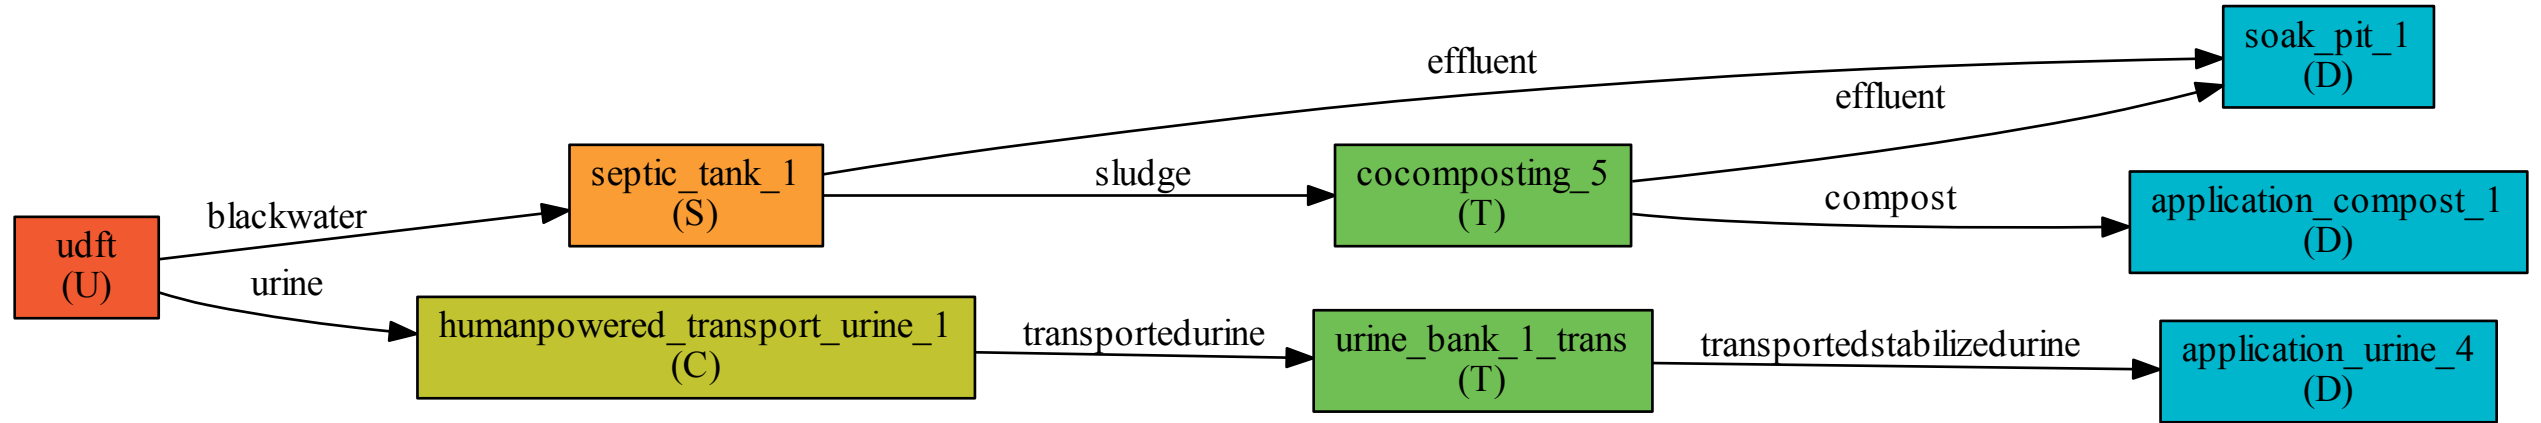 udft
(U)
blackwater
urine
septic_tank_1
(S)
humanpowered_transport_urine_1
(C)
effluent
sludge
transportedurine
cocomposting_5
(T)
urine_bank_1_trans
(T)
effluent
compost
transportedstabilizedurine
soak_pit_1
(D)
application_compost_1
(D)
application_urine_4
(D)